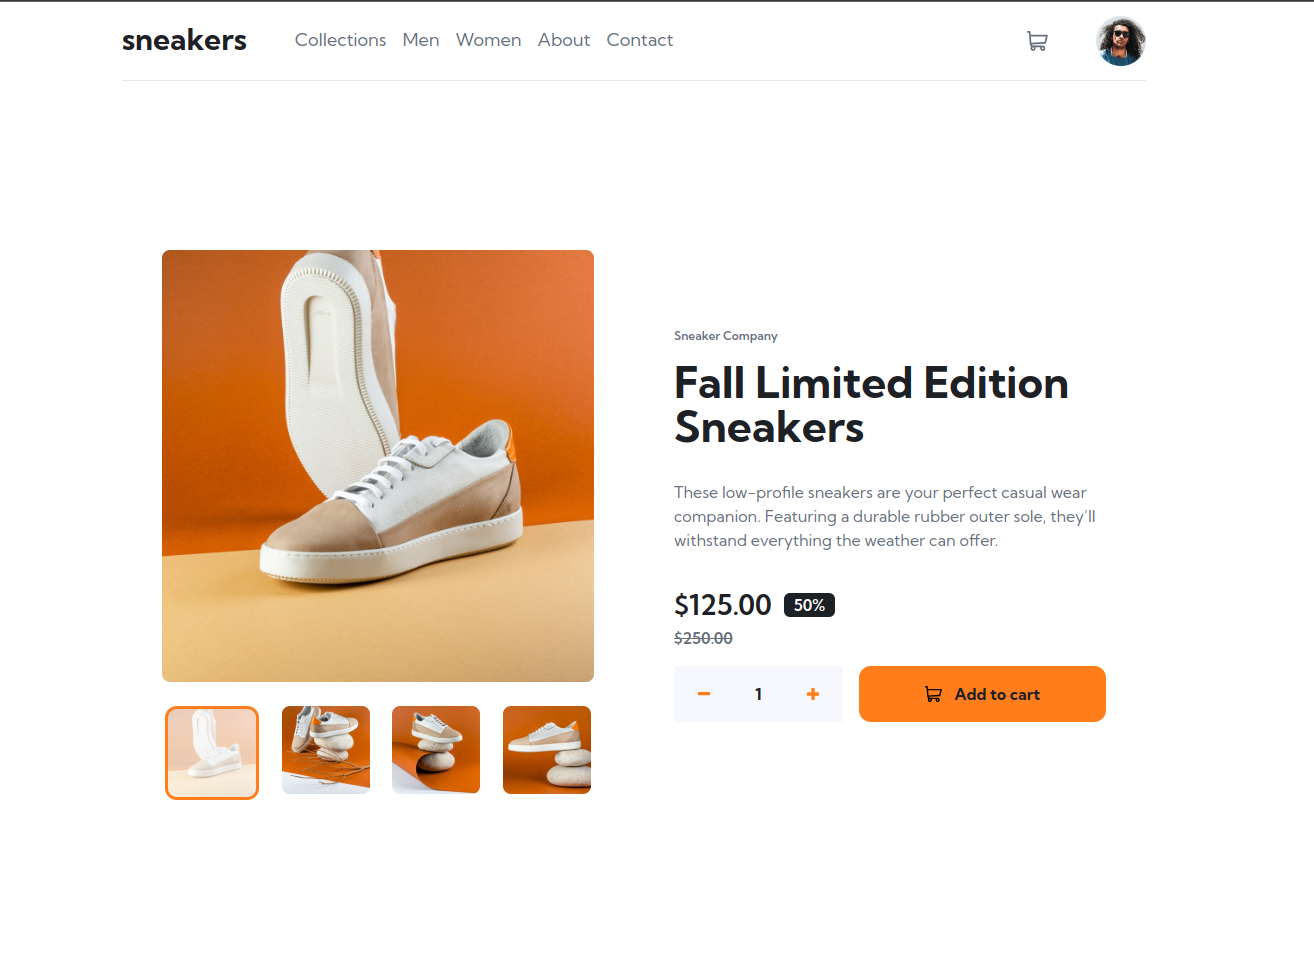 sneakers
Collections Men Women About Contact
Sneaker Company
Fall Limited Edition
Sneakers
These low-profile sneakers are your perfect casual wear
companion. Featuring a durable rubber outer sole, they’ll
withstand everything the weather can offer.
$125.00 50%
$250.00
1 Add to cart